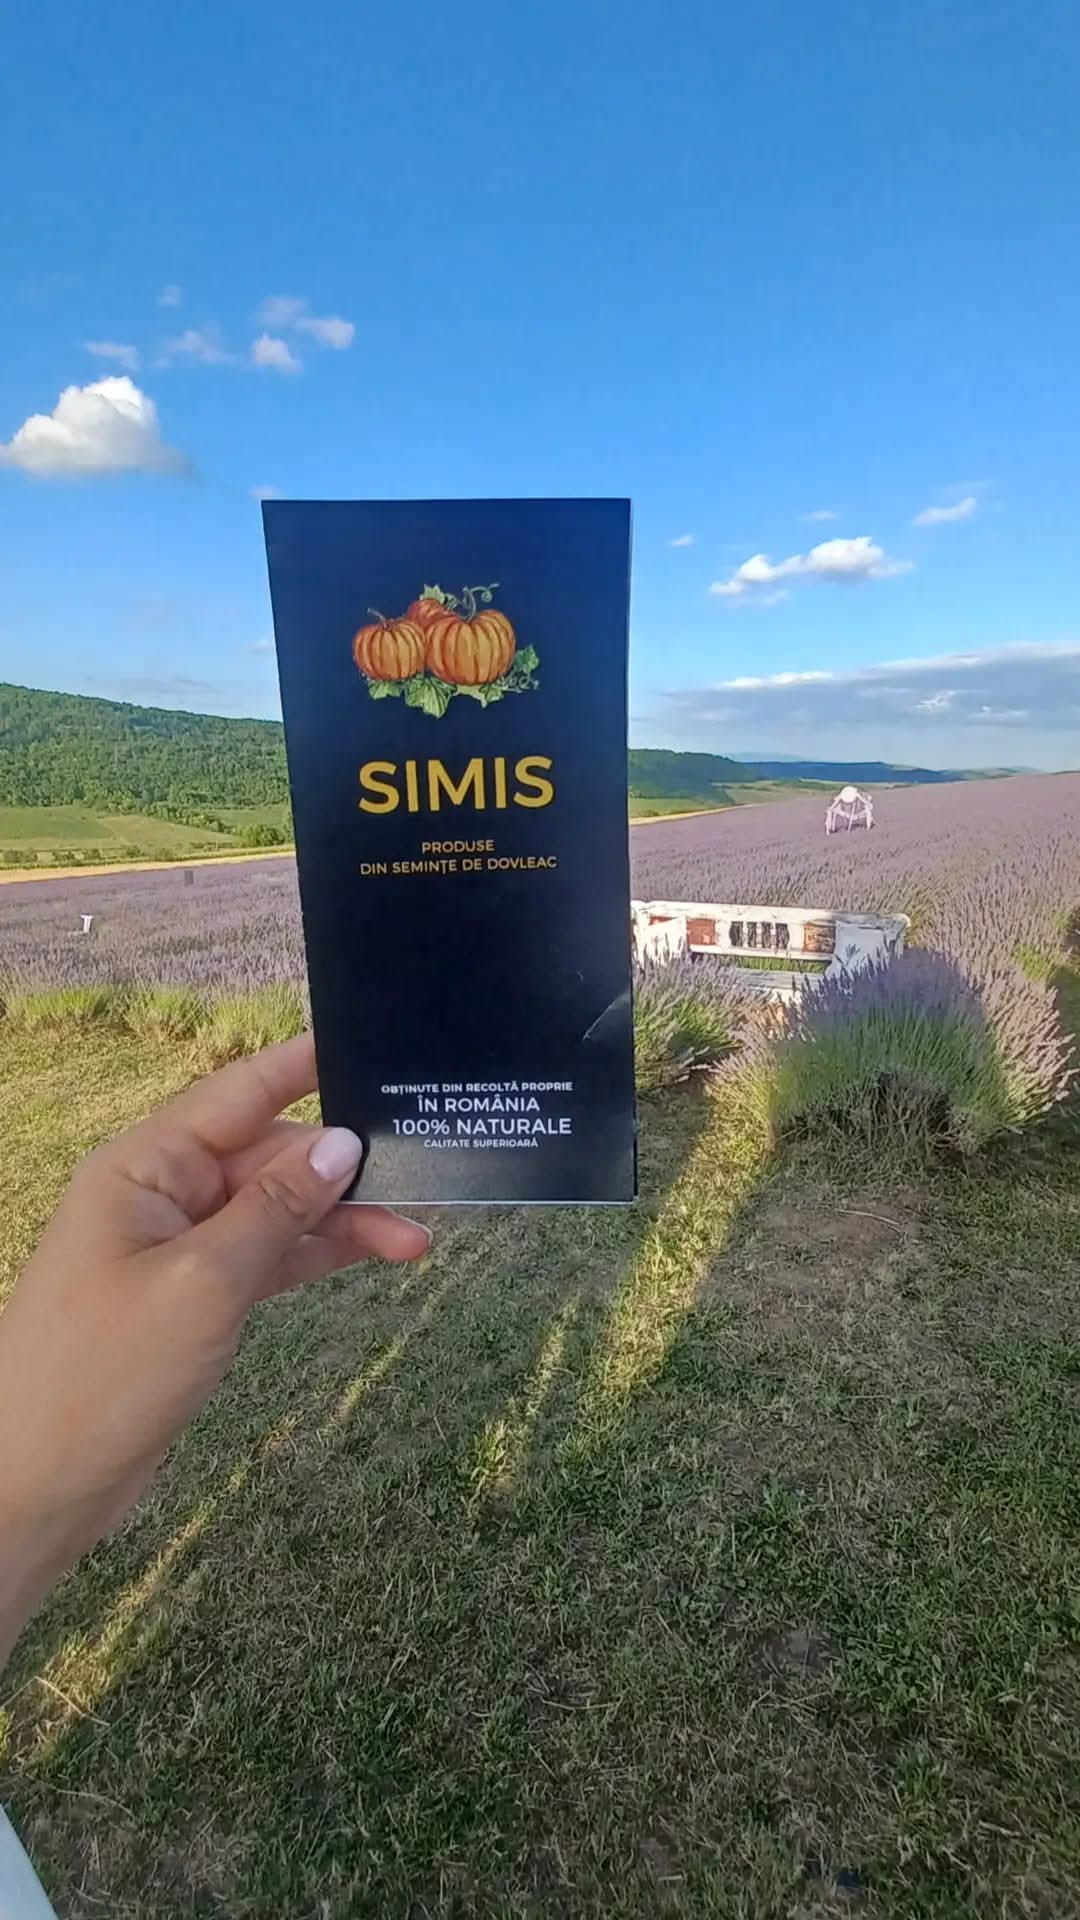 SIMIS
PRODUSE
DIN SEMINȚE DE DOVLEAC
OBȚINUTE DIN RECOLTĂ PROPRIE
ÎN ROMÂNIA
100% NATURALE
CALITATE SUPERIOARĂ